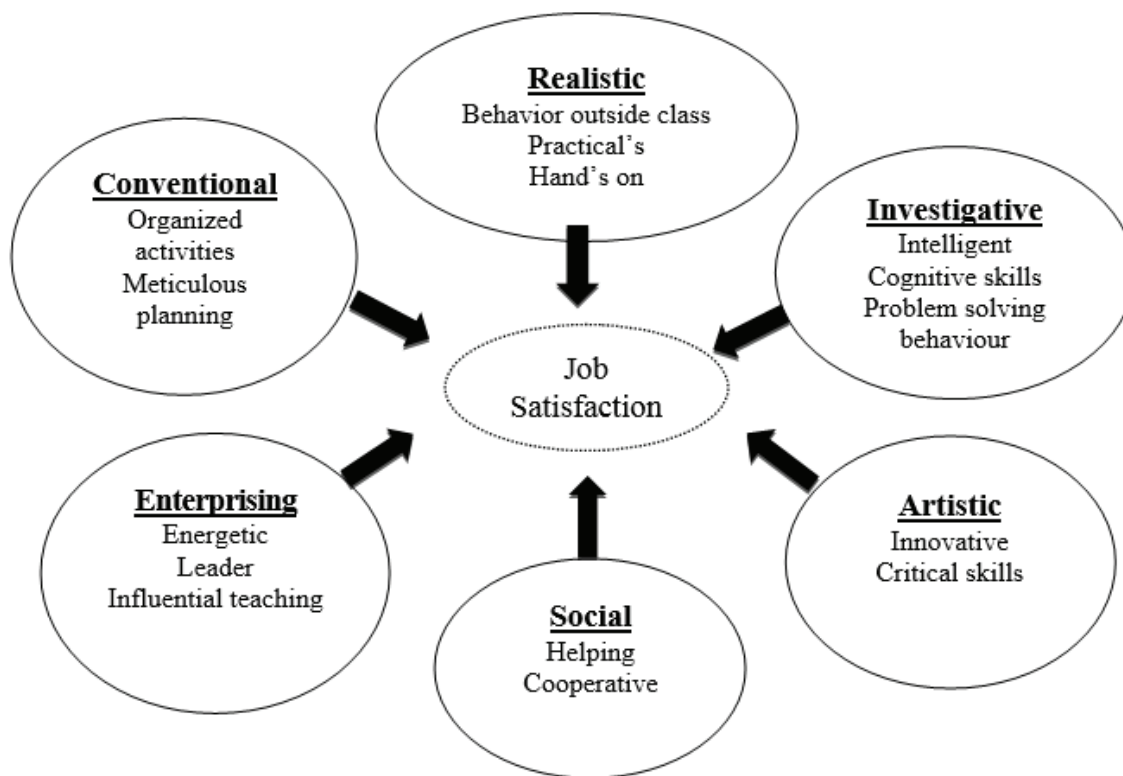 Realistic
Behavior outside class
Practical's
Hand's on
Conventional
Organized
activities
Meticulous
planning
Investigative
Intelligent
Cognitive skills
Problem solving
behaviour
Job
Satisfaction
Enterprising
Energetic
Leader
Influential teaching
Artistic
Innovative
Critical skills
Social
Helping
Cooperative